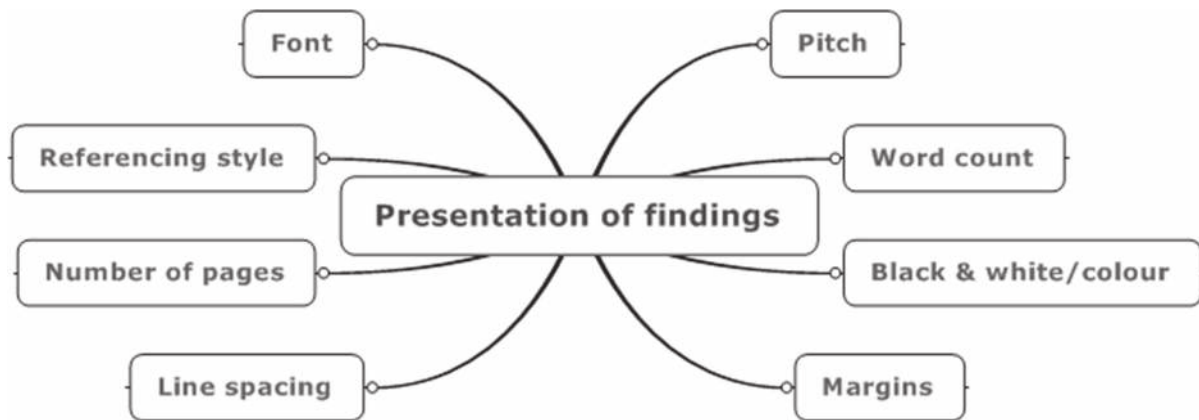 Font
Pitch
Referencing style
Word count
Presentation of findings
Number of pages
Black & white/colour
Line spacing
Margins